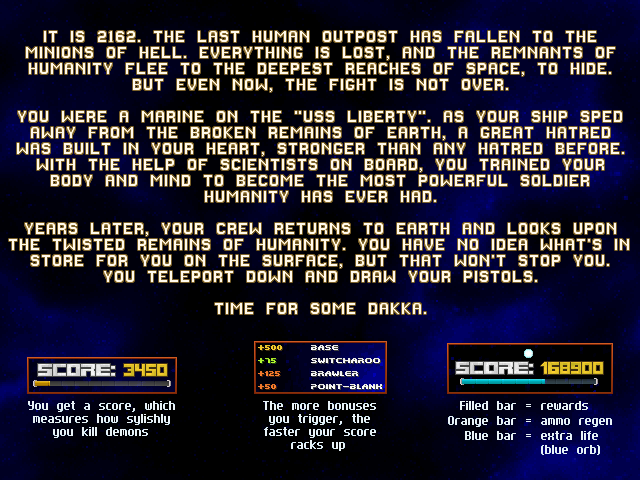 IT IS 2162. THE LAST HUMAN OUTPOST HAS FALLEN TO THE
MINIONS OF HELL. EVERYTHING IS LOST, AND THE REMNANTS OF
HUMANITY FLEE TO THE DEEPEST REACHES OF SPACE, TO HIDE.
BUT EVEN NOW, THE FIGHT IS NOT OVER.
YOU WERE A MARINE ON THE "USS LIBERTY". AS YOUR SHIP SPED
AWAY FROM THE BROKEN REMAINS OF EARTH, A GREAT HATRED
WAS BUILT IN YOUR HEART, STRONGER THAN ANY HATRED BEFORE.
WITH THE HELP OF SCIENTISTS ON BOARD, YOU TRAINED YOUR
BODY AND MIND TO BECOME THE MOST POWERFUL SOLDIER
HUMANITY HAS EVER HAD.
YEARS LATER, YOUR CREW RETURNS TO EARTH AND LOOKS UPON
THE TWISTED REMAINS OF HUMANITY. YOU HAVE NO IDEA WHAT'S IN
STORE FOR YOU ON THE SURFACE, BUT THAT WON'T STOP YOU.
YOU TELEPORT DOWN AND DRAW YOUR PISTOLS.
TIME FOR SOME DAKKA.
SCORE: 3450
You get a score, which
measures how sylishly
you kill demons
+500 BASE
+75 SWITCHAROO
+125 BRAWLER
+50 POINT-BLANK
The more bonuses
you trigger, the
faster your score
racks up
SCORE: 168900
Filled bar = rewards
Orange bar = ammo regen
Blue bar = extra life
(blue orb)